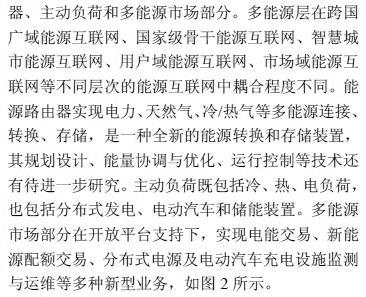 器、主动负荷和多能源市场部分。多能源层在跨国
广域能源互联网、国家级骨干能源互联网、智慧城
市能源互联网、用户域能源互联网、市场域能源互
联网等不同层次的能源互联网中耦合程度不同。能
源路由器实现电力、天然气、冷/热气等多能源连接、
转换、存储，是一种全新的能源转换和存储装置，
其规划设计、能量协调与优化、运行控制等技术还
有待进一步研究。主动负荷既包括冷、热、电负荷，
也包括分布式发电、电动汽车和储能装置。多能源
市场部分在开放平台支持下，实现电能交易、新能
源配额交易、分布式电源及电动汽车充电设施监测
与运维等多种新型业务，如图 2 所示。